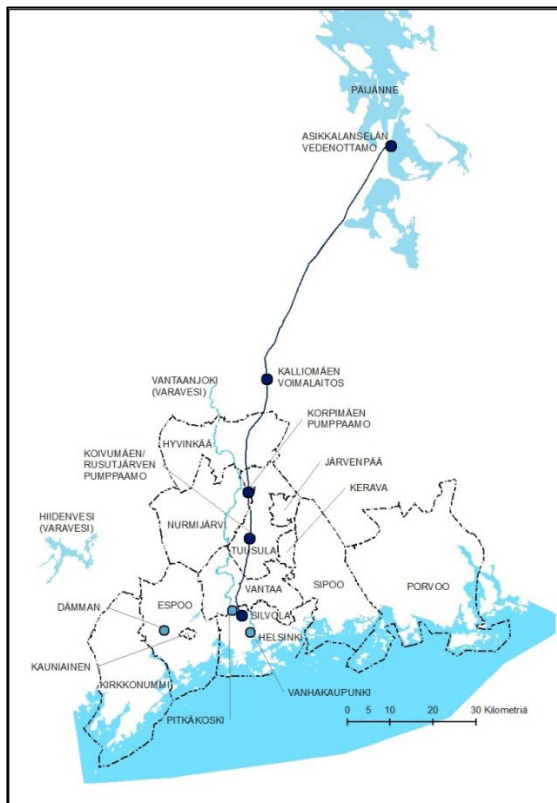 PÄIJÄNNE
ASIKKALANSELÄN
VEDENOTTAMO
KALLIOMÄEN
VOIMALAITOS
VANTAANJOKI
(VARAVESI)
KORPIMÄEN
PUMPPAAMO
HYVINKÄÄ
KOIVUMÄEN/
RUSUTJÄRVEN
PUMPPAAMO
JÄRVENPÄÄ
KERAVA
HIIDENVESI
(VARAVESI)
NURMIJÄRVI
TUUSULA
VANTAA
SIPOO
PORVOO
ESPOO
DÄMMAN
SILVOLA
HELSINKI
KAUNIAINEN
KIRKKONUMMI
VANHAKAUPUNKI
PITKÄKOSKI
0 5 10 20 30 Kilometriä